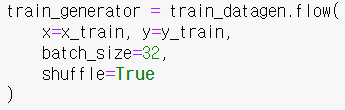 train_generator = train_datagen.flow(
    x=x_train, y=y_train,
    batch_size=32,
    shuffle=True
)